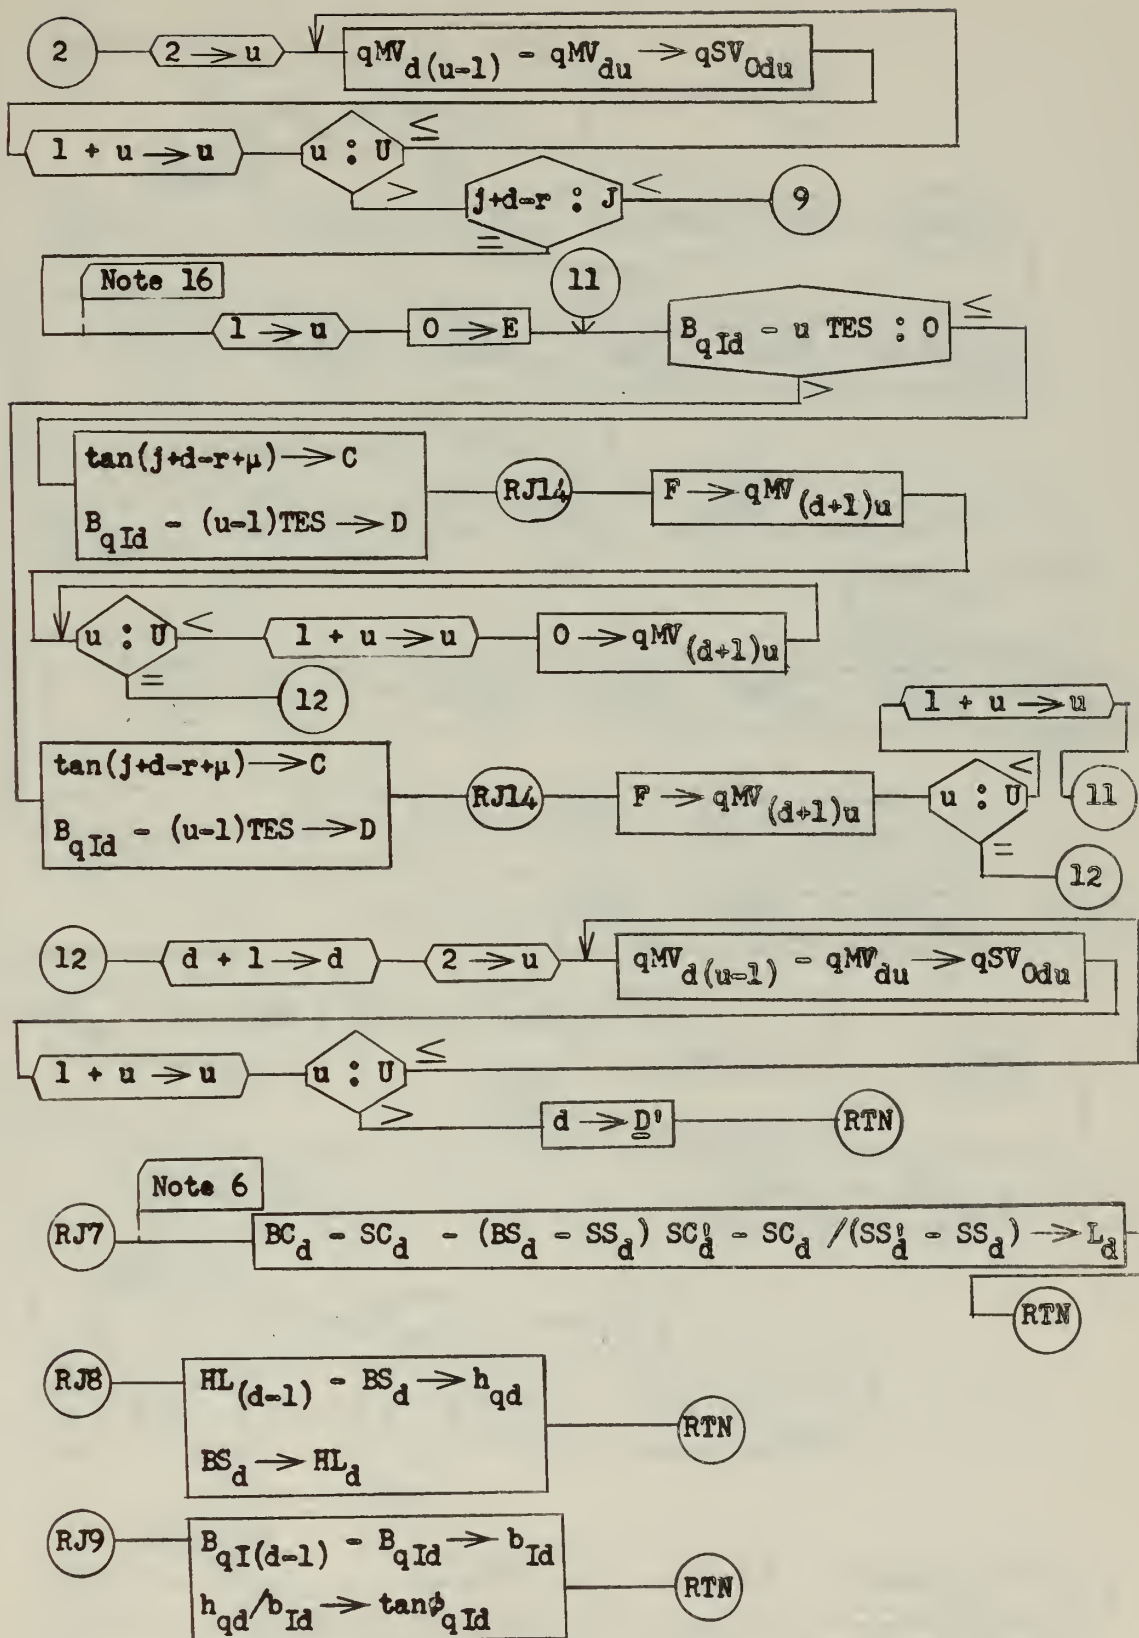 2 2 → u qMV_d(u-1) - qMV_du → qSV_0du
1 + u → u u : U ≤
> j+d-r : J < 9
=
Note 16 11
1 → u 0 → E B_qId - u TES : 0 ≤
>
tan(j+d-r+μ) → C
RJ14 F → qMV_(d+1)u
B_qId - (u-1)TES → D
u : U < 1 + u → u 0 → qMV_(d+1)u
=
12
1 + u → u
tan(j+d-r+μ) → C
RJ14 F → qMV_(d+1)u u : U < 11
B_qId - (u-1)TES → D
=
12
12 d + 1 → d 2 → u qMV_d(u-1) - qMV_du → qSV_0du
1 + u → u u : U ≤
> d → D' RTN
Note 6
RJ7 BC_d - SC_d - (BS_d - SS_d) SC'_d - SC_d /(SS'_d - SS_d) → L_d
RTN
RJ8 HL_(d-1) - BS_d → h_qd
RTN
BS_d → HL_d
RJ9 B_qI(d-1) - B_qId → b_Id
RTN
h_qd/b_Id → tanϕ_qId